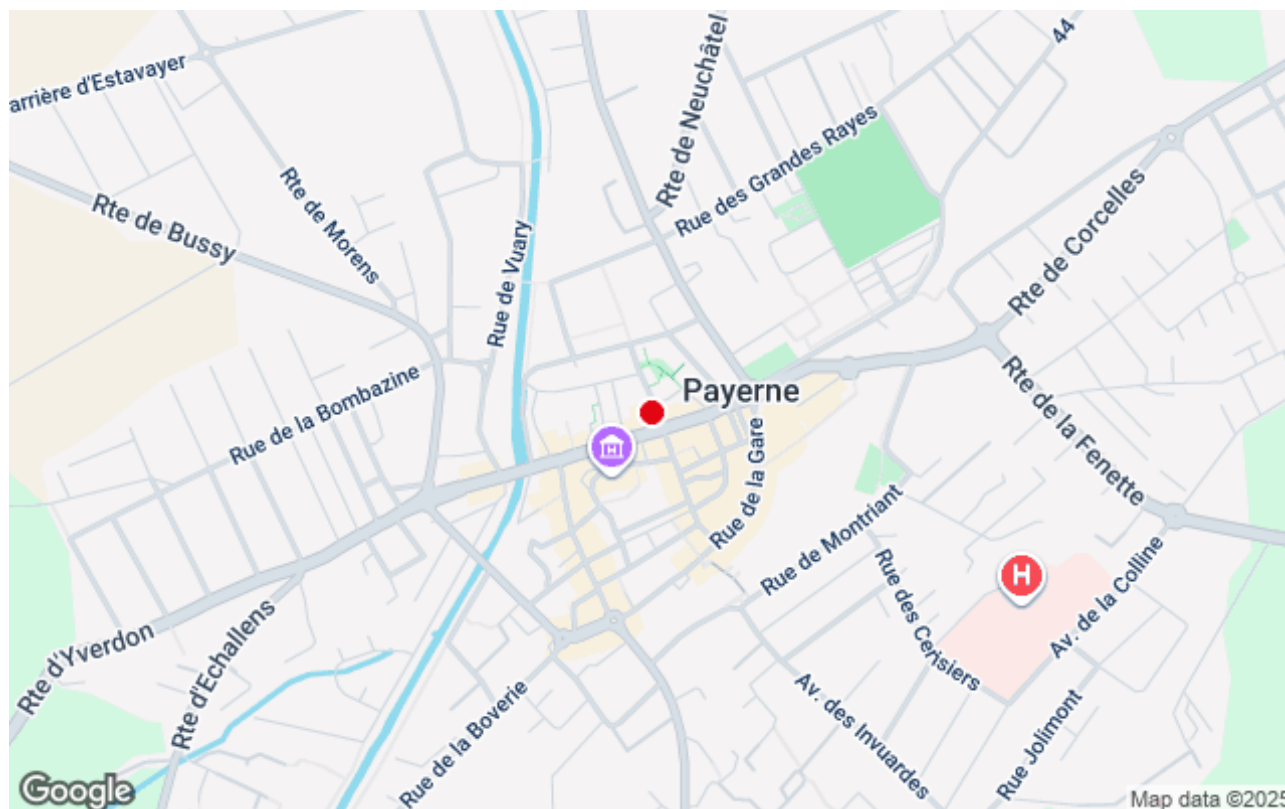 44
Rte de Neuchâtel
arrière d'Estavayer
Rue des Grandes Rayes
Rte de Morens
Rte de Bussy
Rue de Vuary
Rte de Corcelles
Payerne
Rue de la Bombazine
Rte de la Fenette
H
Rue de la Gare
Rue de Montriant
H
Rue des Cerisiers
Av. de la Colline
Rte d'Yverdon
Rte d'Echallens
Rue de la Boverie
Av. des Invuardes
Rue Jolimont
Google
Map data ©2025